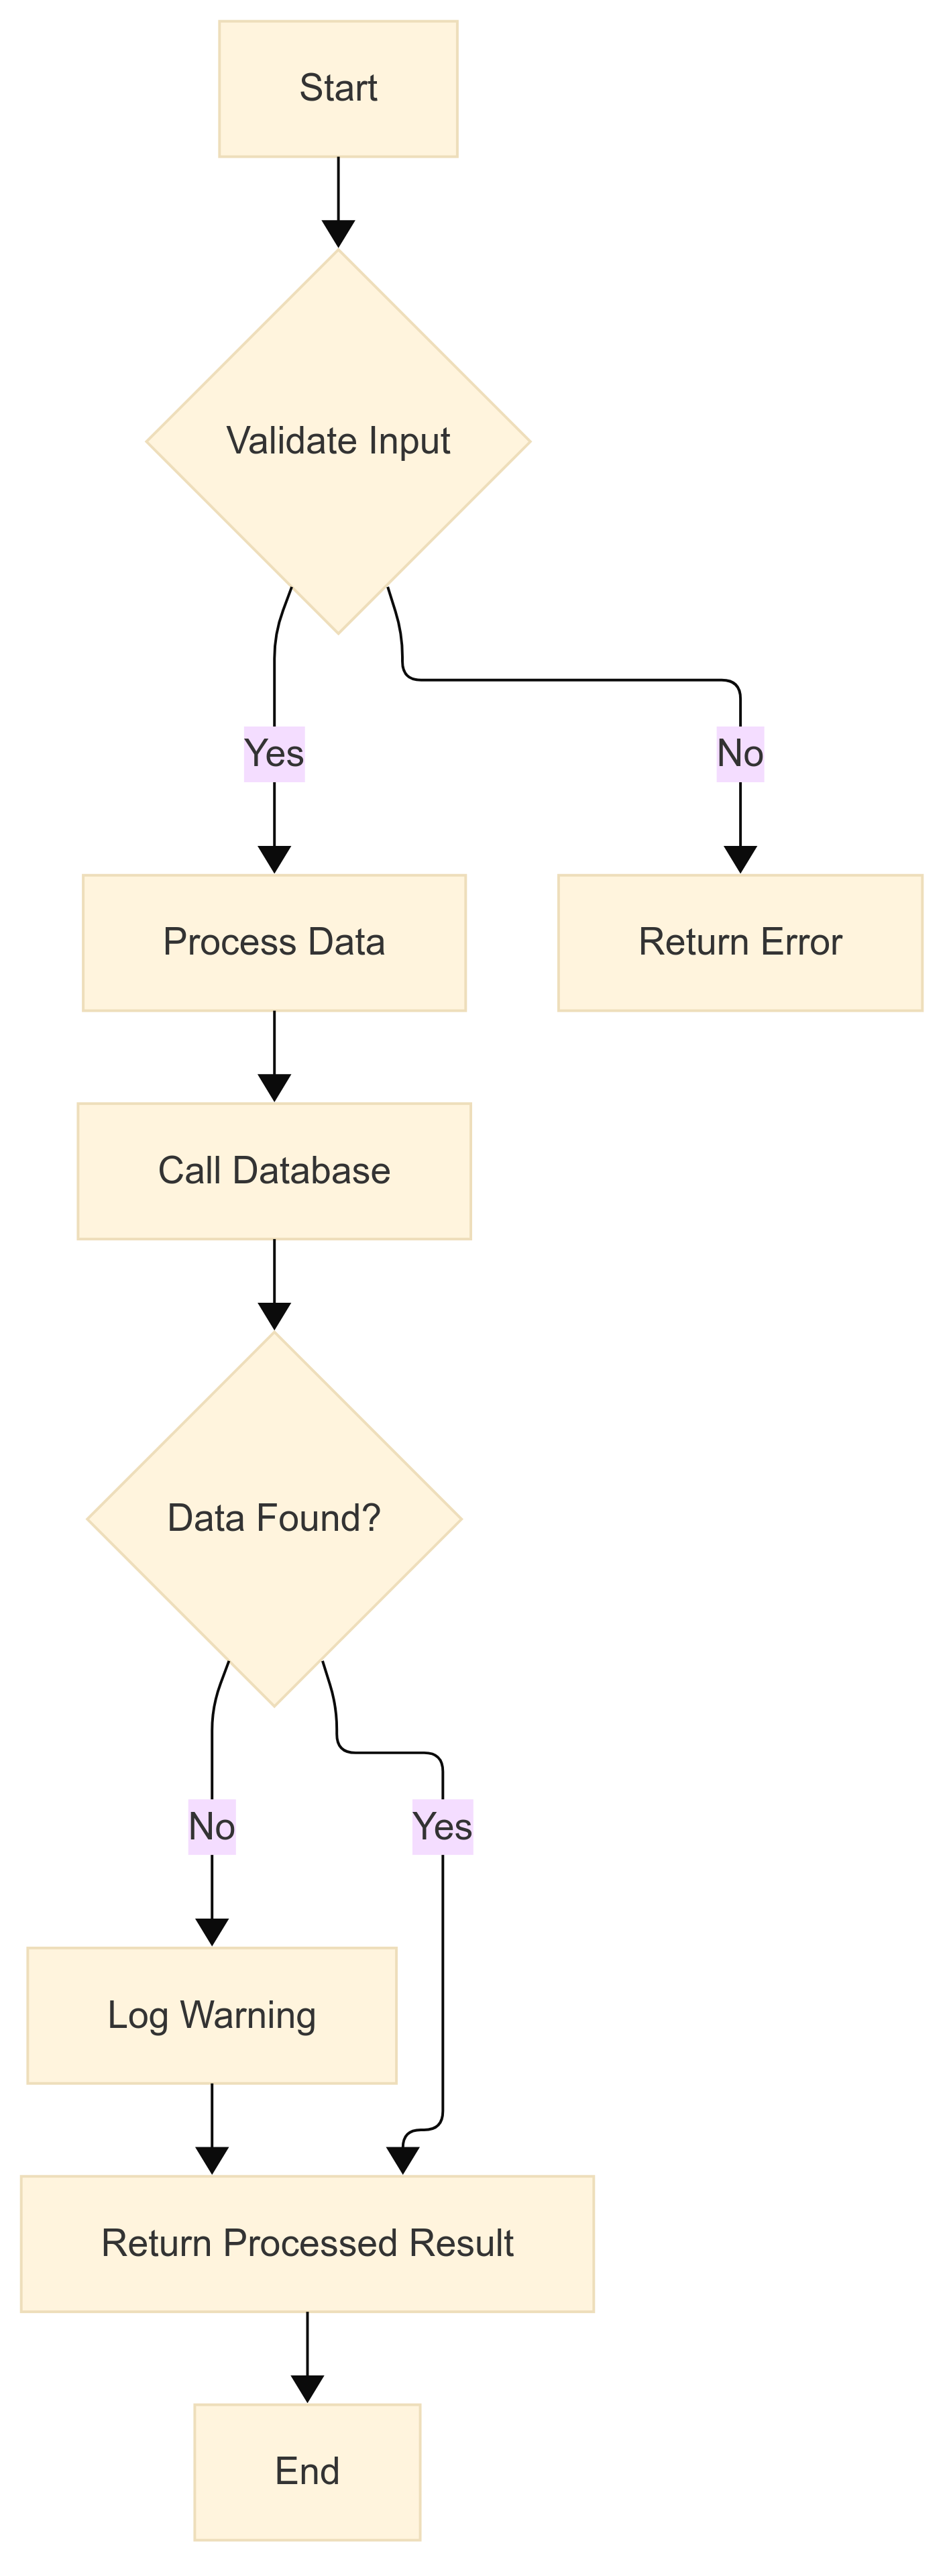 Start
Validate Input
Yes
No
Process Data
Return Error
Call Database
Data Found?
No
Yes
Log Warning
Return Processed Result
End